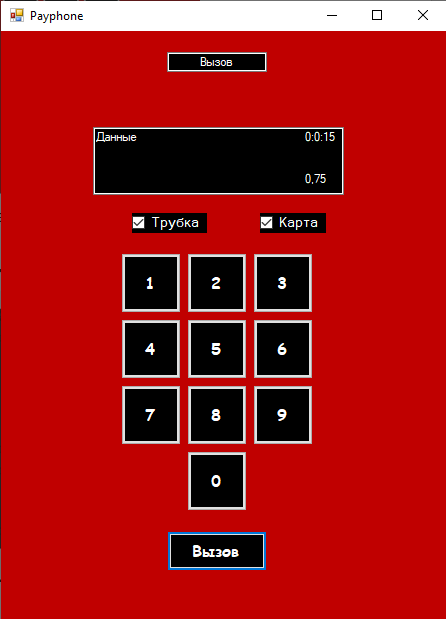 Payphone
Вызов
Данные 0:0:15
0,75
Трубка Карта
1 2 3
4 5 6
7 8 9
0
Вызов